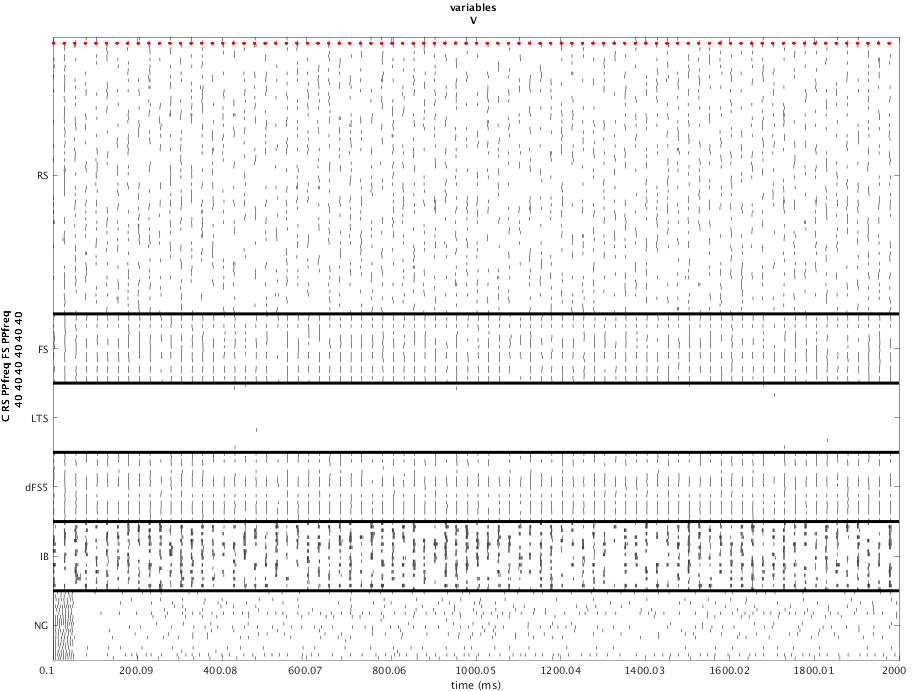 variables
V
RS
FS
LTS
dFS5
IB
NG
C RS PPfreq FS PPfreq
40 40 40 40 40 40 40
0.1 200.09 400.08 600.07 800.06 1000.05 1200.04 1400.03 1600.02 1800.01 2000
time (ms)